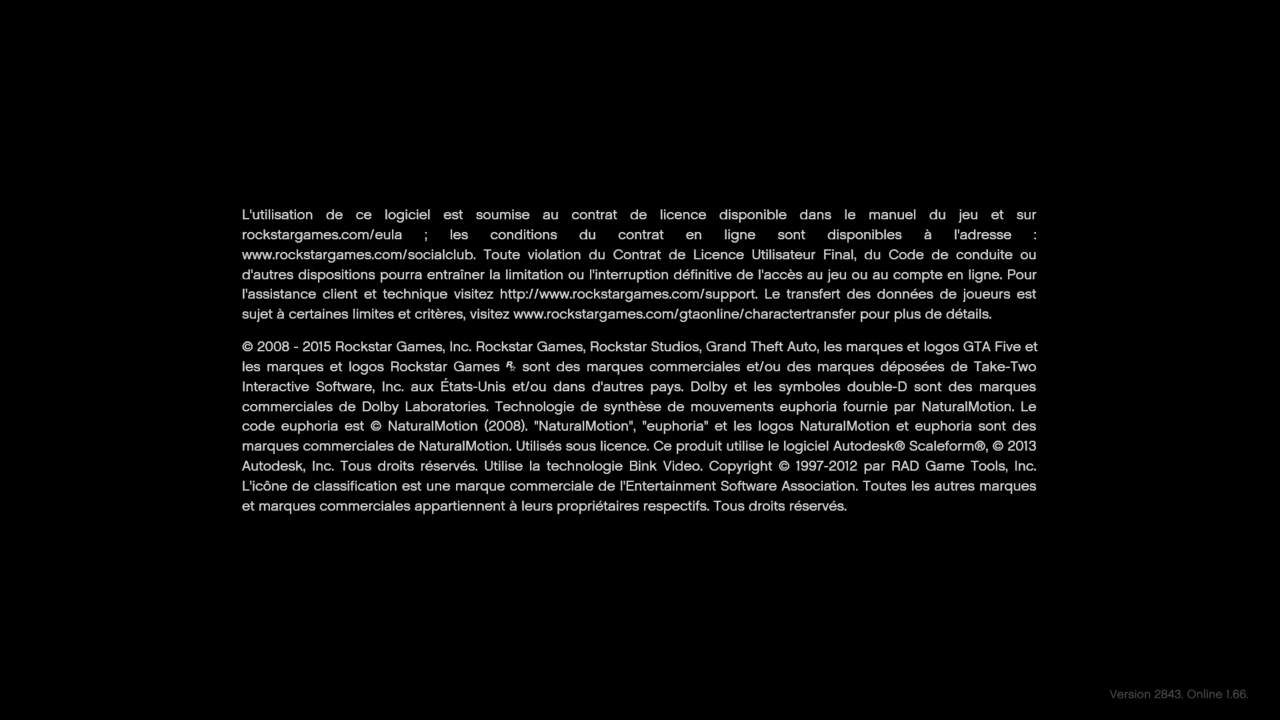 L'utilisation de ce logiciel est soumise au contrat de licence disponible dans le manuel du jeu et sur
rockstargames.com/eula ; les conditions du contrat en ligne sont disponibles à l'adresse :
www.rockstargames.com/socialclub. Toute violation du Contrat de Licence Utilisateur Final, du Code de conduite ou
d'autres dispositions pourra entraîner la limitation ou l'interruption définitive de l'accès au jeu ou au compte en ligne. Pour
l'assistance client et technique visitez http://www.rockstargames.com/support. Le transfert des données de joueurs est
sujet à certaines limites et critères, visitez www.rockstargames.com/gtaonline/charactertransfer pour plus de détails.
© 2008 - 2015 Rockstar Games, Inc. Rockstar Games, Rockstar Studios, Grand Theft Auto, les marques et logos GTA Five et
les marques et logos Rockstar Games R* sont des marques commerciales et/ou des marques déposées de Take-Two
Interactive Software, Inc. aux États-Unis et/ou dans d'autres pays. Dolby et les symboles double-D sont des marques
commerciales de Dolby Laboratories. Technologie de synthèse de mouvements euphoria fournie par NaturalMotion. Le
code euphoria est © NaturalMotion (2008). "NaturalMotion", "euphoria" et les logos NaturalMotion et euphoria sont des
marques commerciales de NaturalMotion. Utilisés sous licence. Ce produit utilise le logiciel Autodesk® Scaleform®, © 2013
Autodesk, Inc. Tous droits réservés. Utilise la technologie Bink Video. Copyright © 1997-2012 par RAD Game Tools, Inc.
L'icône de classification est une marque commerciale de l'Entertainment Software Association. Toutes les autres marques
et marques commerciales appartiennent à leurs propriétaires respectifs. Tous droits réservés.
Version 2843. Online 1.66.